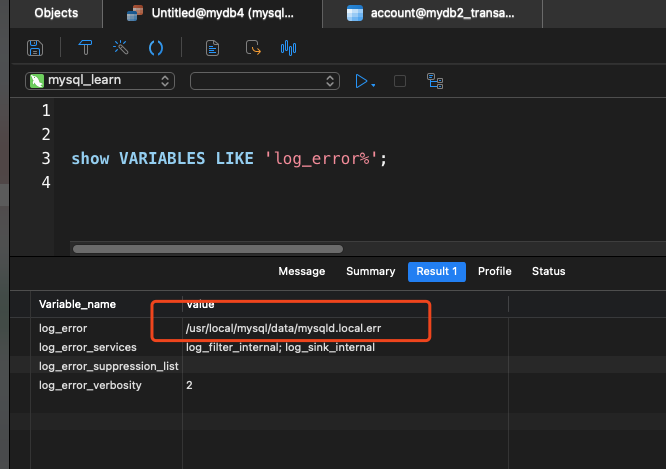 Objects
Untitled@mydb4 (mysql...
account@mydb2_transa...
mysql_learn
1
2
3 show VARIABLES LIKE 'log_error%';
4
Message Summary Result 1 Profile Status
Variable_name Value
log_error /usr/local/mysql/data/mysqld.local.err
log_error_services log_filter_internal; log_sink_internal
log_error_suppression_list
log_error_verbosity 2